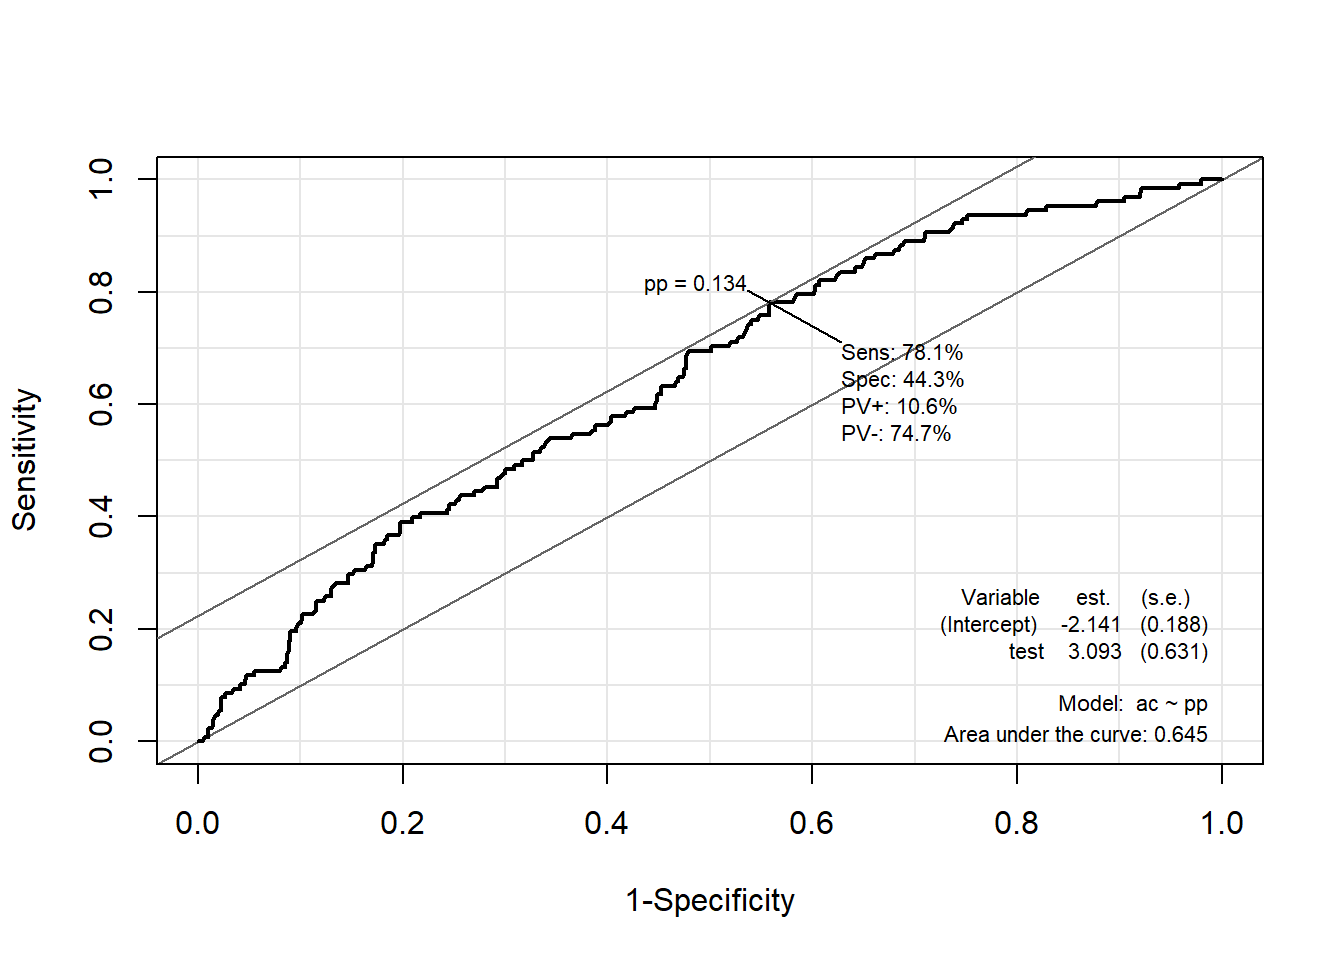 1.0
0.8
0.6
0.4
0.2
0.0
Sensitivity
pp = 0.134
Sens: 78.1%
Spec: 44.3%
PV+: 10.6%
PV-: 74.7%
Variable est. (s.e.)
(Intercept) -2.141 (0.188)
test 3.093 (0.631)
Model: ac ~ pp
Area under the curve: 0.645
0.0 0.2 0.4 0.6 0.8 1.0
1-Specificity